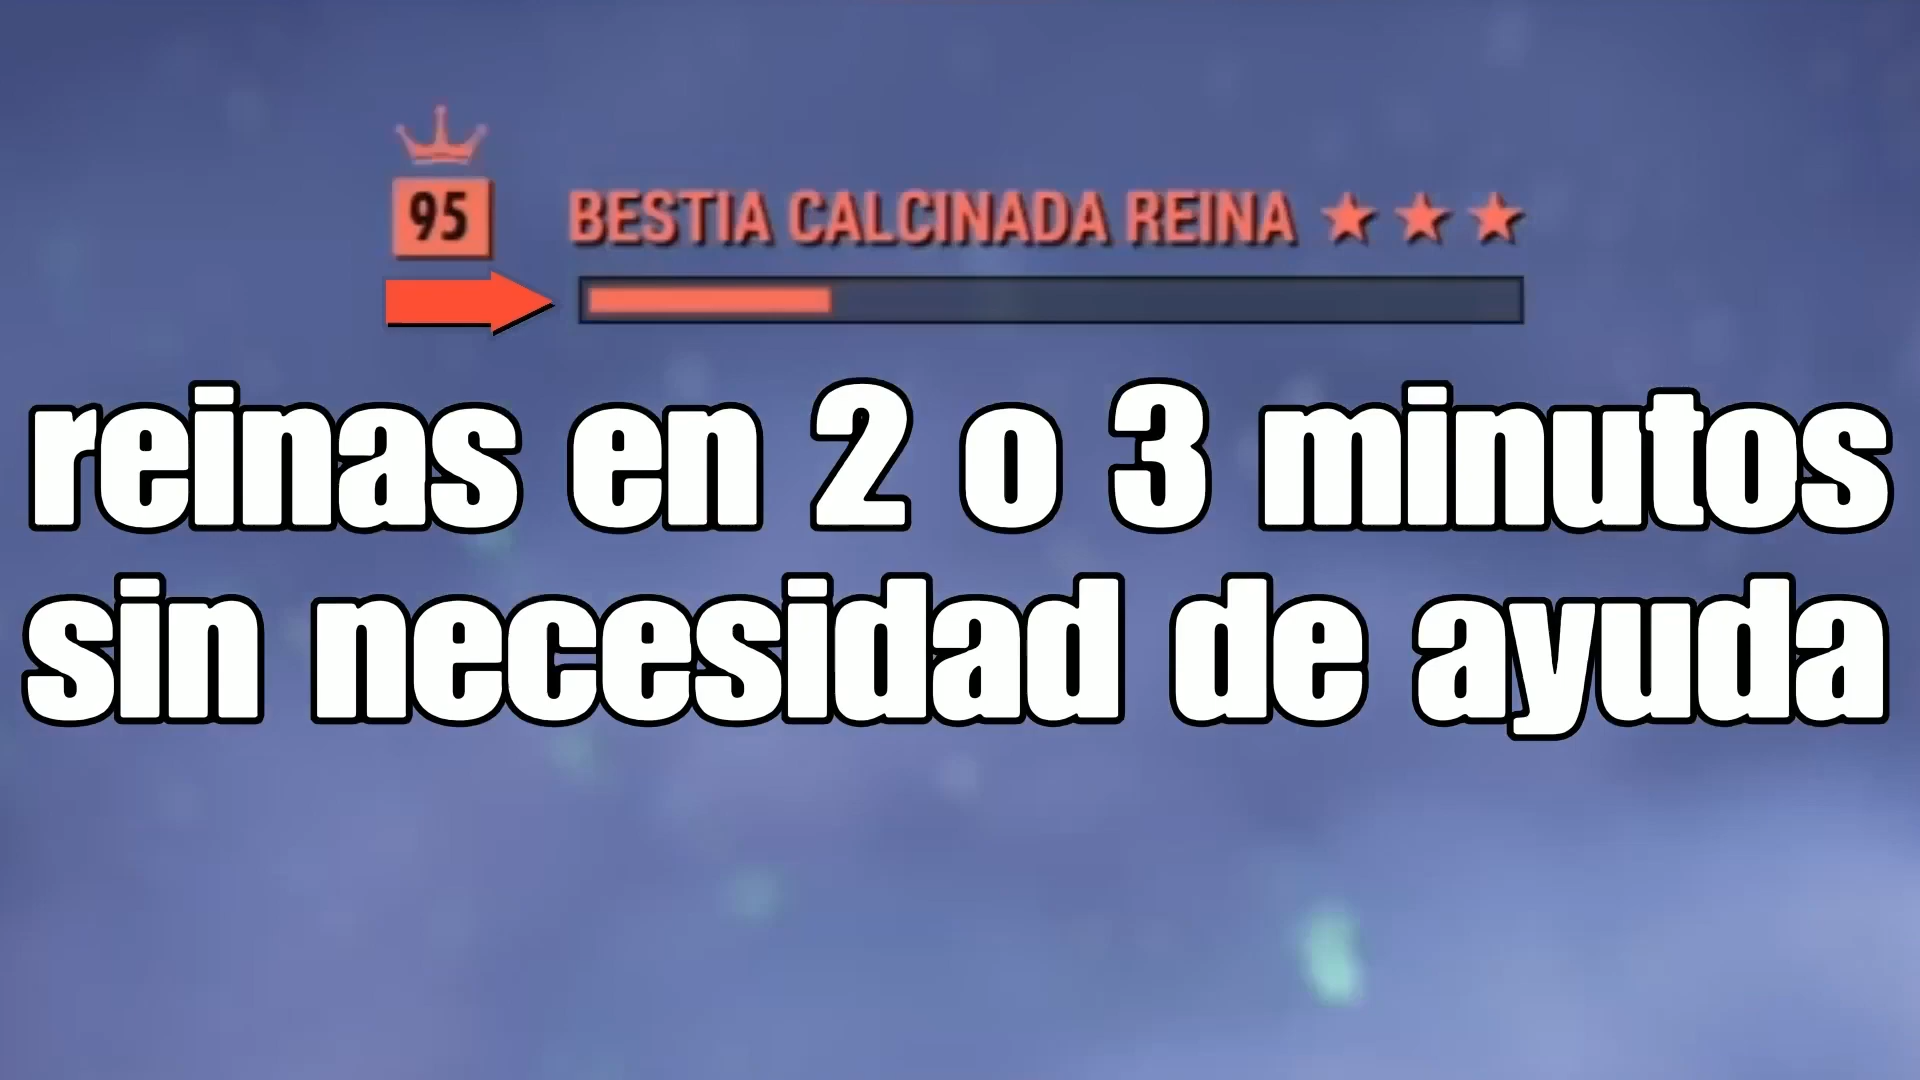 95
BESTIA CALCINADA REINA ★ ★ ★
reinas en 2 o 3 minutos
sin necesidad de ayuda